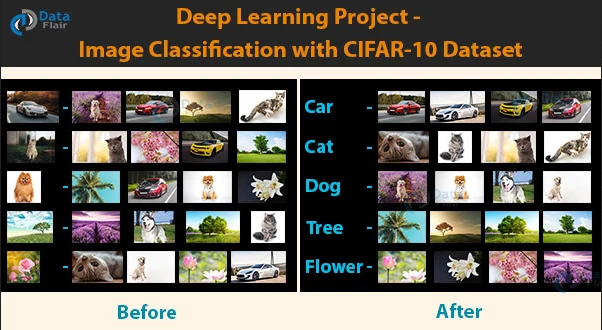 Data
Flair
Deep Learning Project -
Image Classification with CIFAR-10 Dataset
-
-
-
-
Car -
Cat -
Dog -
Tree -
Flower -
Before
After